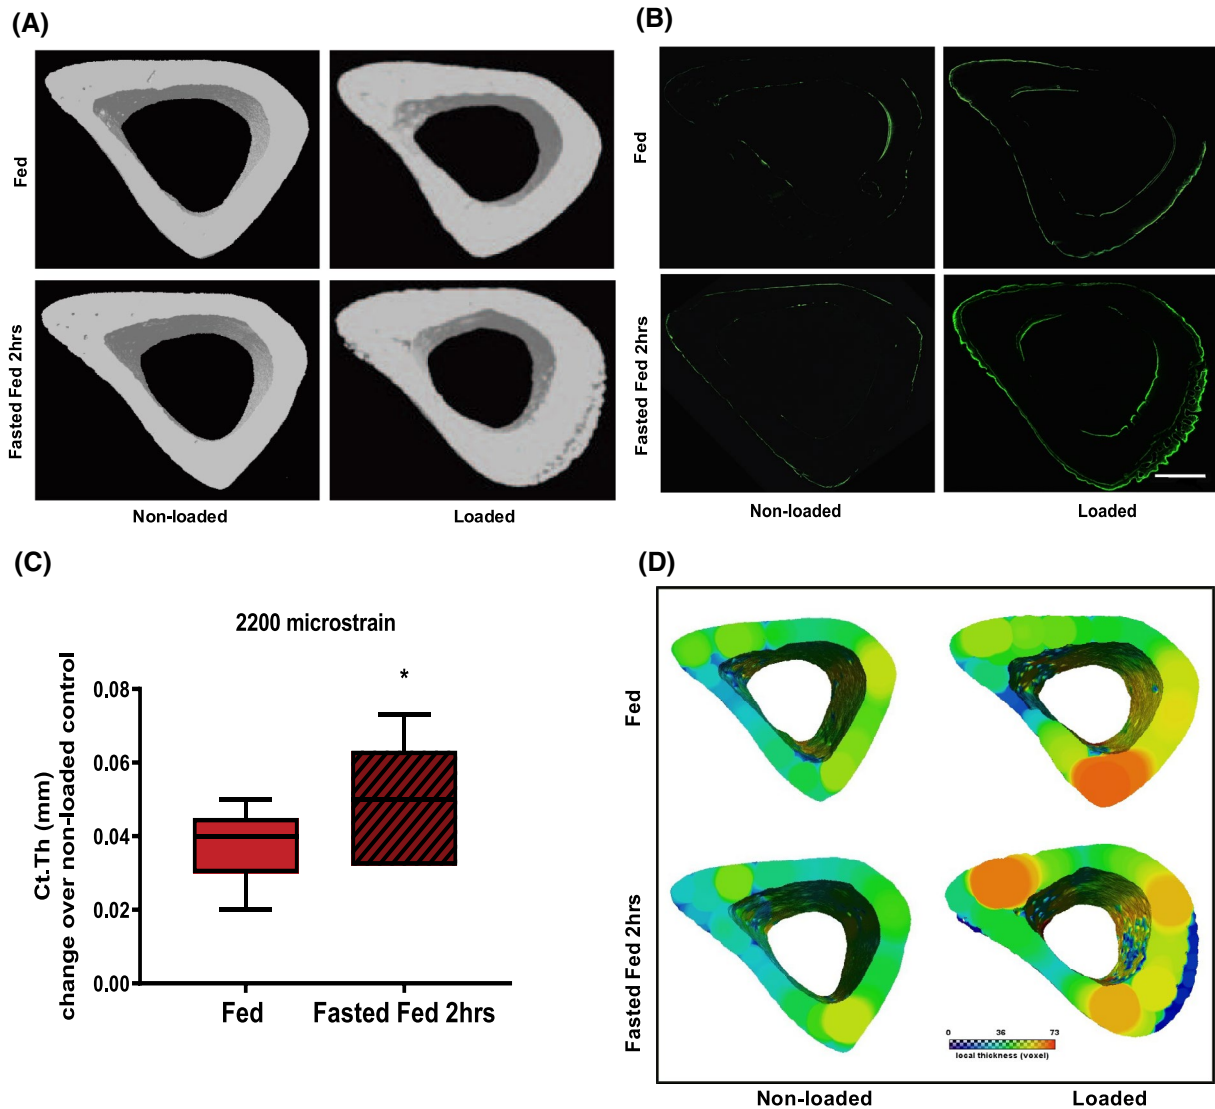 (A)
Fed
Fasted Fed 2hrs
Non-loaded
Loaded
(B)
Fed
Fasted Fed 2hrs
Non-loaded
Loaded
(C)
2200 microstrain
Ct.Th (mm)
change over non-loaded control
0.08
0.06
0.04
0.02
0.00
*
Fed
Fasted Fed 2hrs
(D)
Fed
Fasted Fed 2hrs
0 36 73
local thickness (voxel)
Non-loaded
Loaded